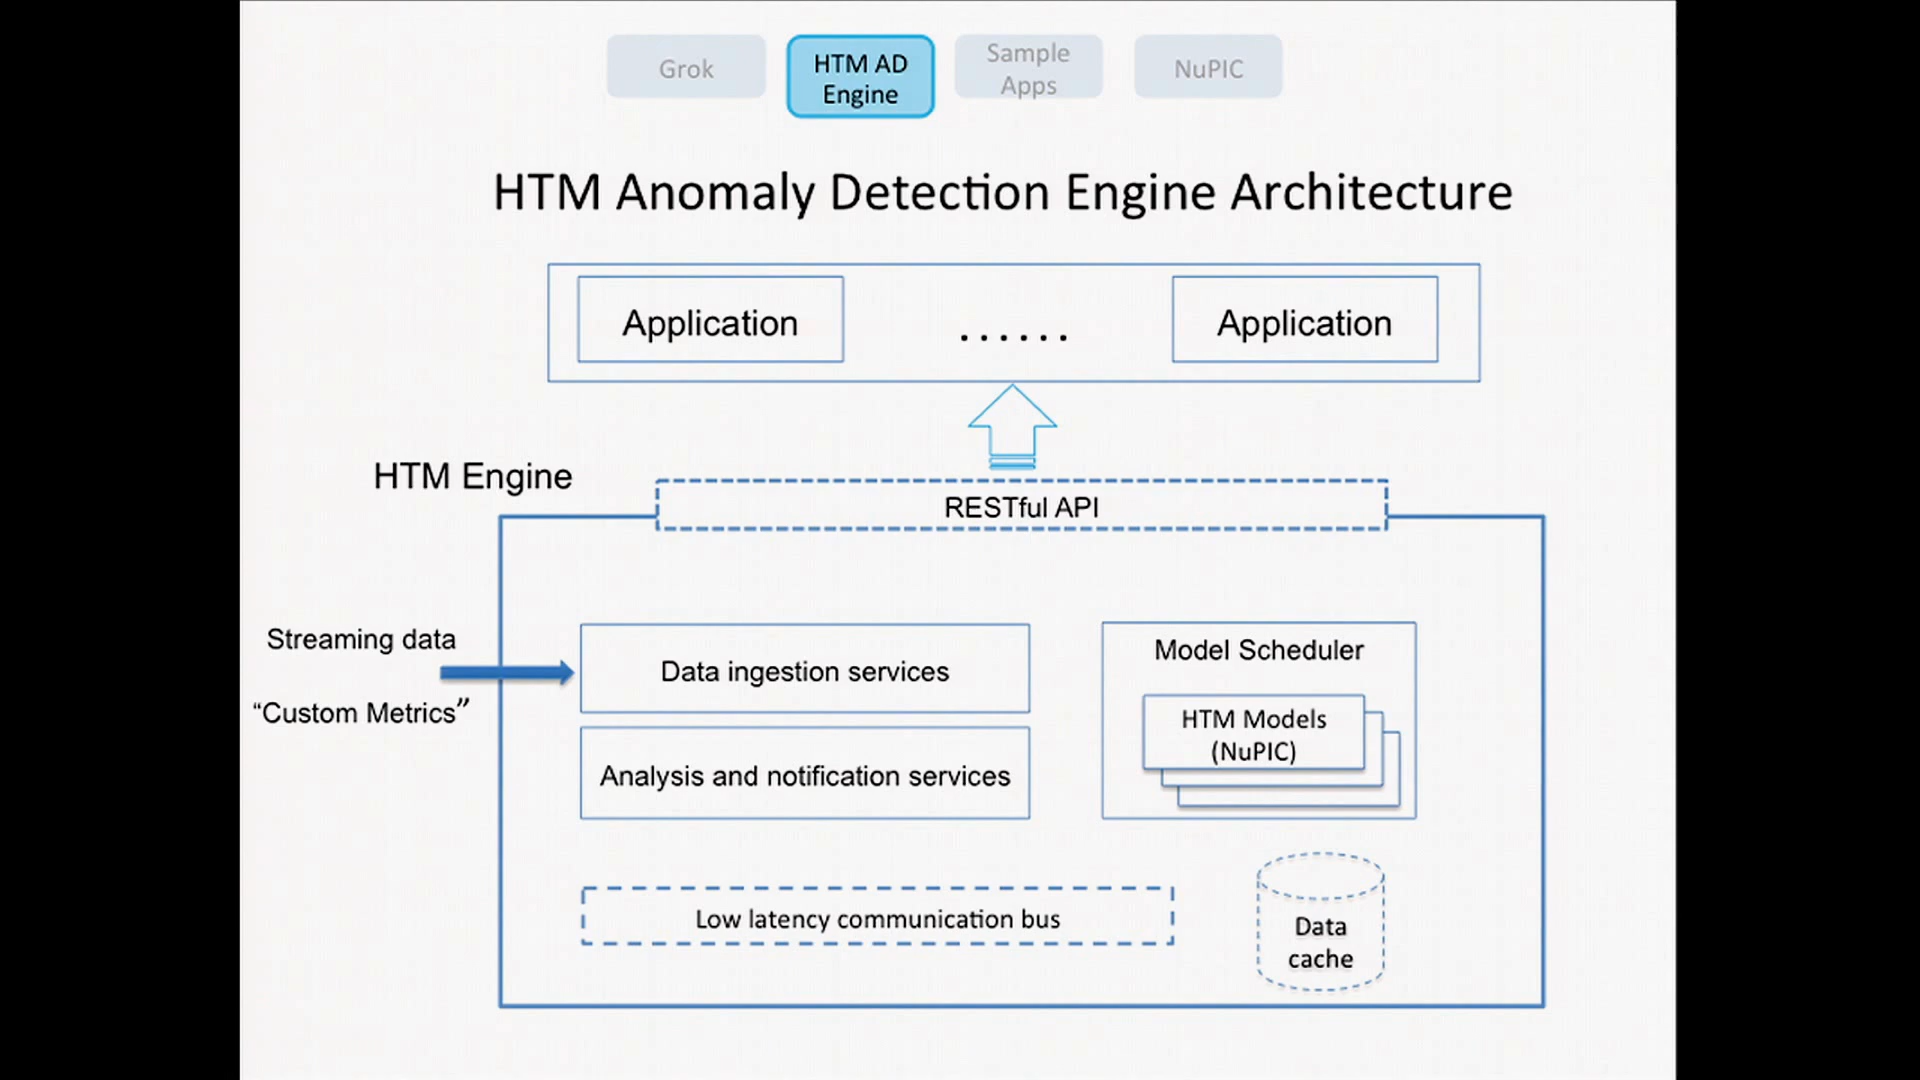 Grok
HTM AD
Engine
Sample
Apps
NuPIC
HTM Anomaly Detection Engine Architecture
Application
......
Application
HTM Engine
RESTful API
Streaming data
“Custom Metrics”
Data ingestion services
Analysis and notification services
Model Scheduler
HTM Models
(NuPIC)
Low latency communication bus
Data
cache